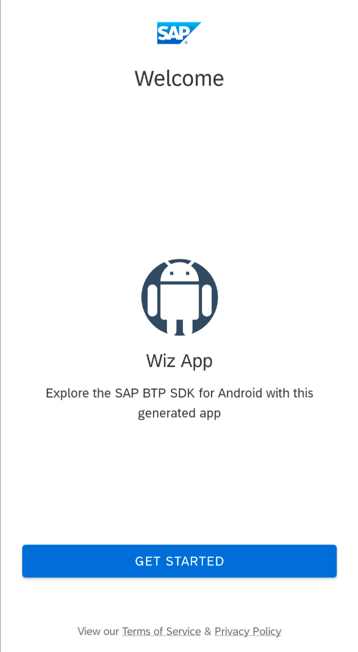 SAP
Welcome
Wiz App
Explore the SAP BTP SDK for Android with this
generated app
GET STARTED
View our Terms of Service & Privacy Policy